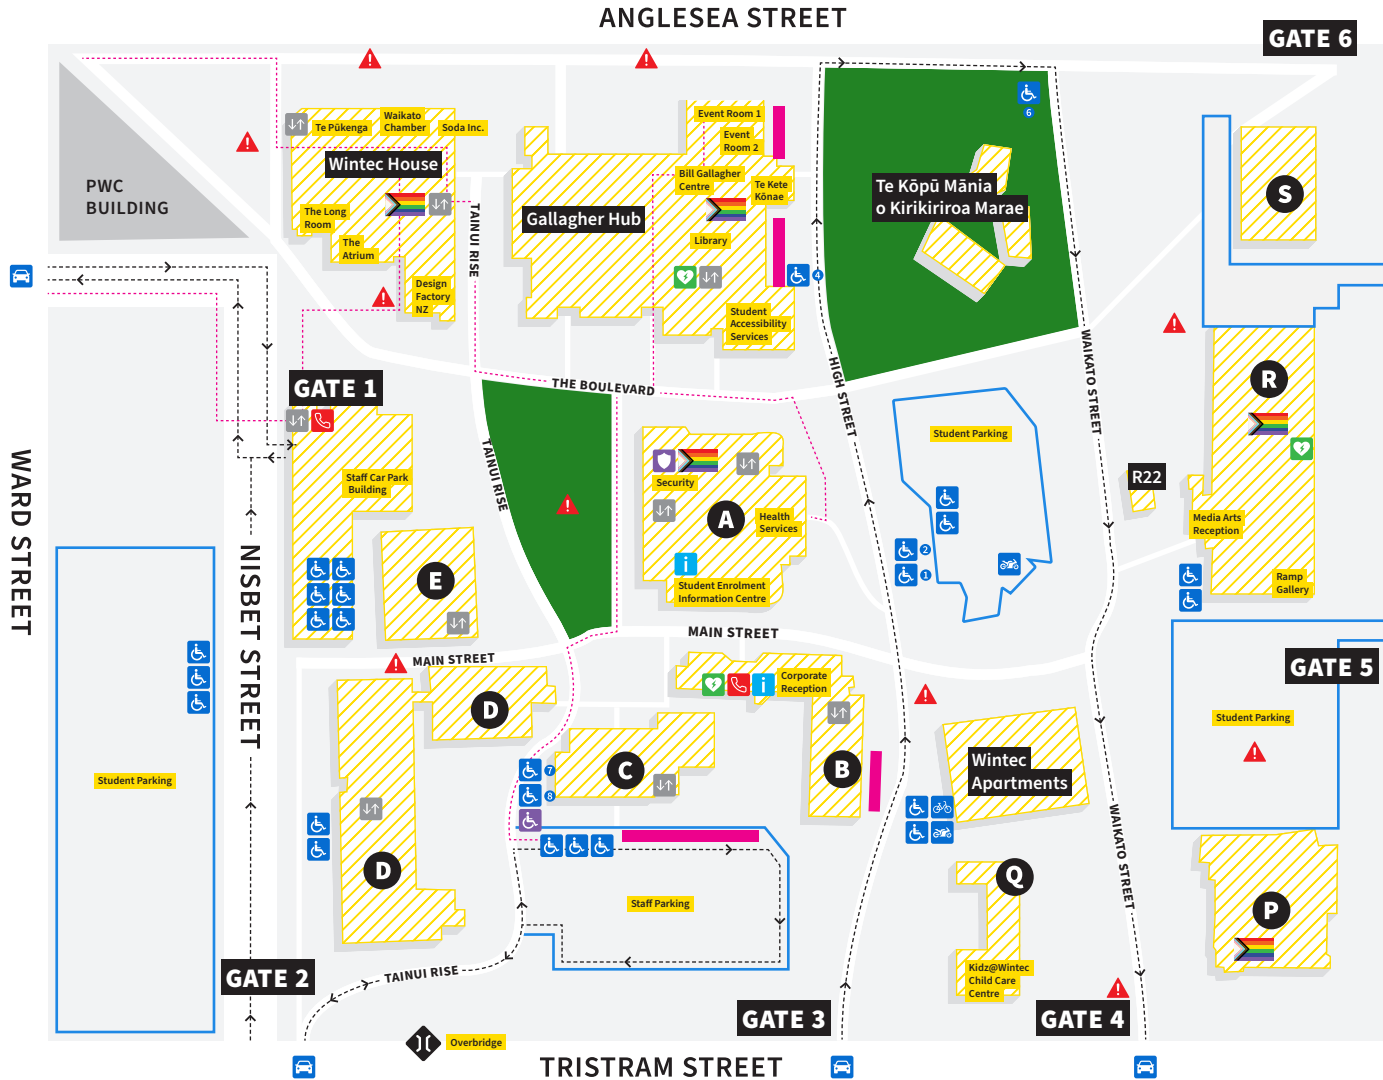 ANGLESEA STREET
GATE 6
Te Pūkenga
Waikato
Chamber
Soda Inc.
Wintec House
The Long
Room
The
Atrium
Design
Factory
NZ
PWC
BUILDING
TAINUI RISE
Event Room 1
Event
Room 2
Bill Gallagher
Centre
Te Kete
Kōnae
Gallagher Hub
Library
Student
Accessibility
Services
4
6
Te Kōpū Mānia
o Kirikiriroa Marae
S
R
GATE 1
THE BOULEVARD
HIGH STREET
WAIKATO STREET
Student Parking
R22
Media Arts
Reception
Ramp
Gallery
Staff Car Park
Building
TAINUI RISE
Security
A
Health
Services
Student Enrolment
Information Centre
2
1
E
WARD STREET
NISBET STREET
MAIN STREET
MAIN STREET
GATE 5
Student Parking
Corporate
Reception
D
C
B
7
8
Wintec
Apartments
Student Parking
WAIKATO STREET
D
Q
P
Staff Parking
Kidz@Wintec
Child Care
Centre
GATE 2
TAINUI RISE
GATE 3
GATE 4
Overbridge
TRISTRAM STREET